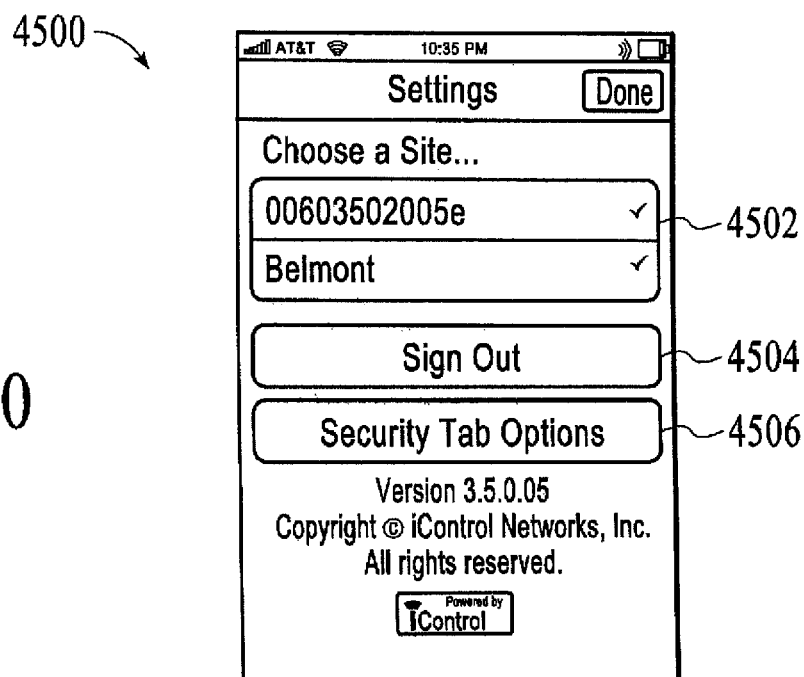 4500
AT&T 10:35 PM
Settings Done
Choose a Site...
00603502005e
4502
Belmont
Sign Out
4504
0
Security Tab Options
4506
Version 3.5.0.05
Copyright © iControl Networks, Inc.
All rights reserved.
Powered by
iControl